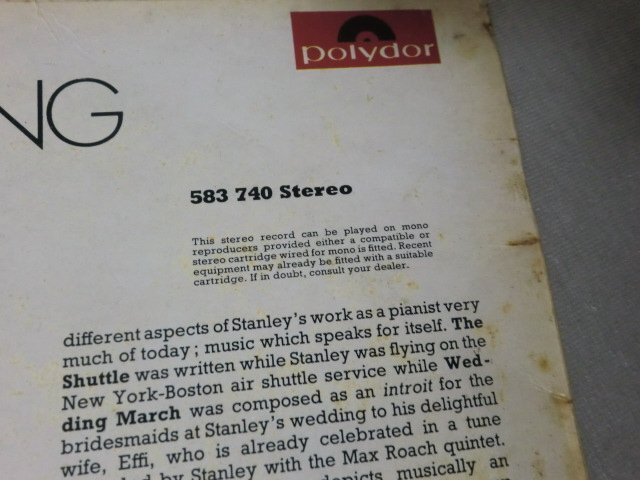 polydor
NG
583 740 Stereo
This stereo record can be played on mono
reproducers provided either a compatible or
stereo cartridge wired for mono is fitted. Recent
equipment may already be fitted with a suitable
cartridge. If in doubt, consult your dealer.
different aspects of Stanley's work as a pianist very
much of today; music which speaks for itself. The
Shuttle was written while Stanley was flying on the
New York-Boston air shuttle service while Wed-
ding March was composed as an introit for the
bridesmaids at Stanley's wedding to his delightful
wife, Effi, who is already celebrated in a tune
by Stanley with the Max Roach quintet.
depicts musically an